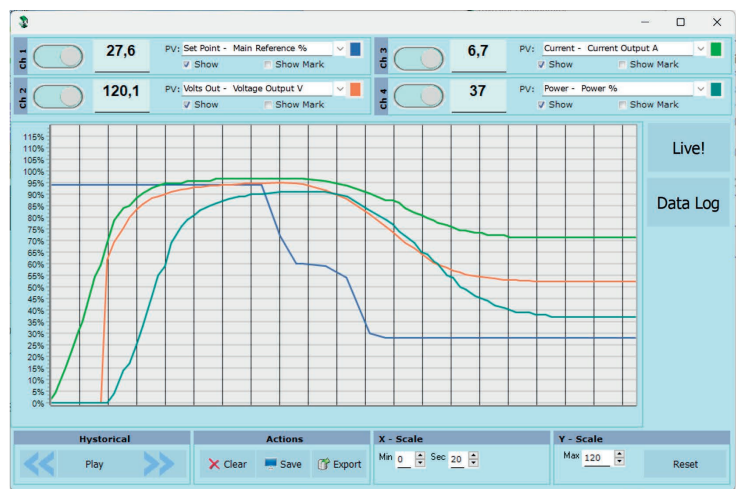 Ch 1
27,6
PV: Set Point - Main Reference %
Show
Show Mark
Ch 3
6,7
PV: Current - Current Output A
Show
Show Mark
Ch 2
120,1
PV: Volts Out - Voltage Output V
Show
Show Mark
Ch 4
37
PV: Power - Power %
Show
Show Mark
115%
110%
105%
100%
95%
90%
85%
80%
75%
70%
65%
60%
55%
50%
45%
40%
35%
30%
25%
20%
15%
10%
5%
0%
Live!
Data Log
Hystorical
Play
Actions
Clear
Save
Export
X - Scale
Min 0 Sec 20
Y - Scale
Max 120
Reset